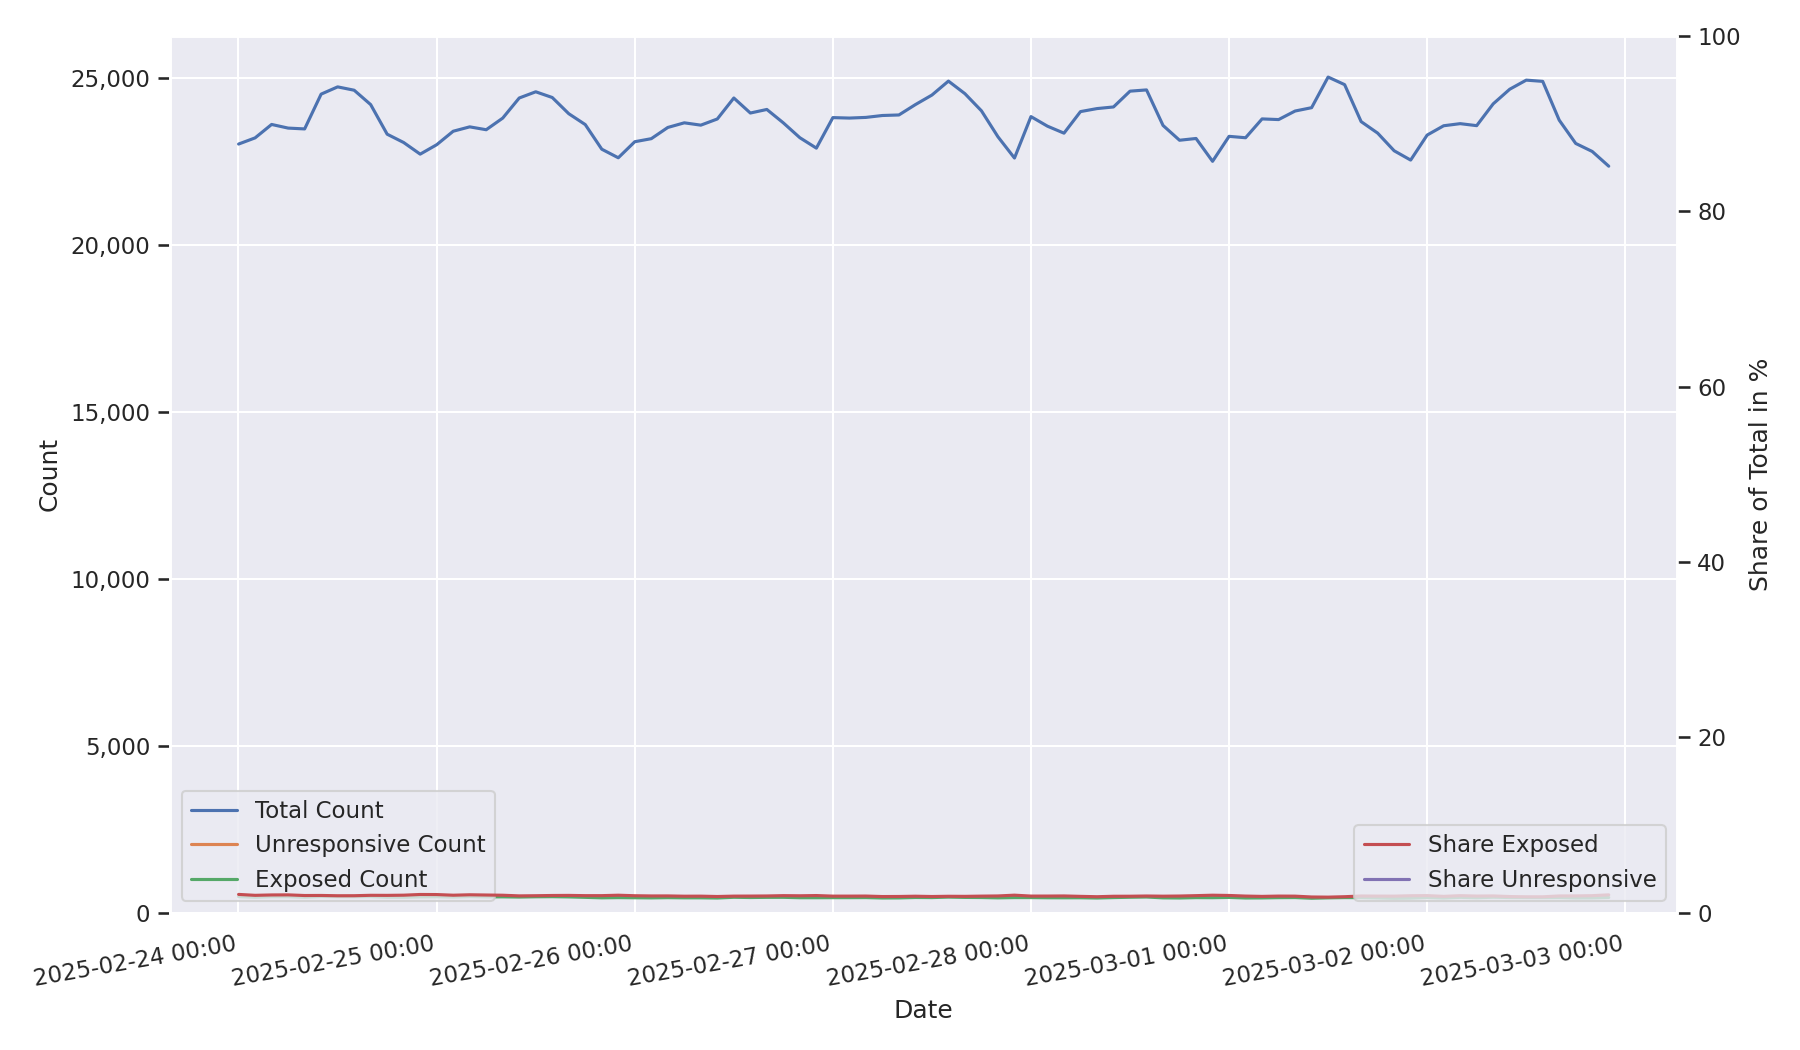 25,000
20,000
15,000
10,000
5,000
0
Count
100
80
60
40
20
0
Share of Total in %
Total Count
Unresponsive Count
Exposed Count
Share Exposed
Share Unresponsive
2025-02-24 00:00
2025-02-25 00:00
2025-02-26 00:00
2025-02-27 00:00
2025-02-28 00:00
2025-03-01 00:00
2025-03-02 00:00
2025-03-03 00:00
Date